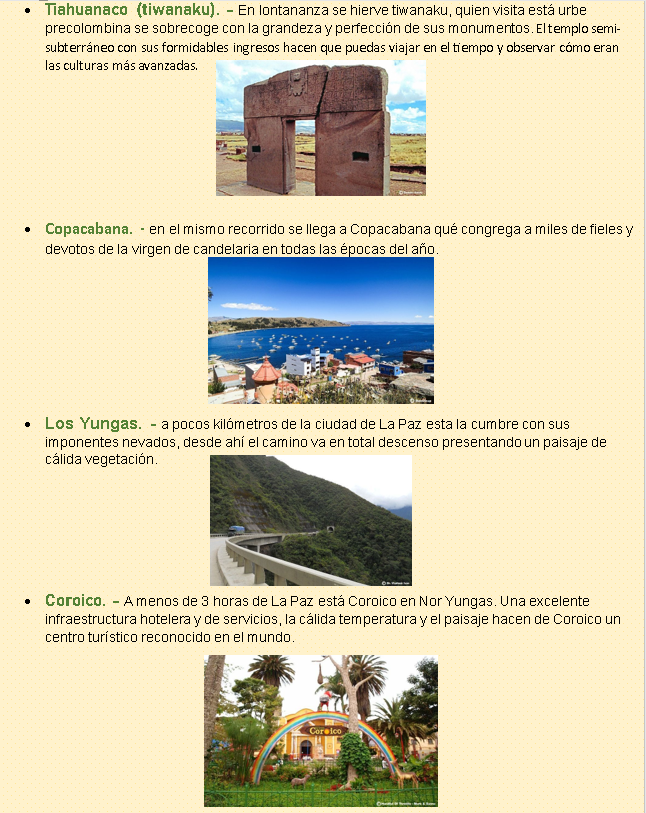 • Tiahuanaco (tiwanaku). – En lontananza se hierve tiwanaku, quien visita está urbe
precolombina se sobrecoge con la grandeza y perfección de sus monumentos. El templo semi-
subterráneo con sus formidables ingresos hacen que puedas viajar en el tiempo y observar cómo eran
las culturas más avanzadas.
• Copacabana. - en el mismo recorrido se llega a Copacabana qué congrega a miles de fieles y
devotos de la virgen de candelaria en todas las épocas del año.
• Los Yungas. – a pocos kilómetros de la ciudad de La Paz esta la cumbre con sus
imponentes nevados, desde ahí el camino va en total descenso presentando un paisaje de
cálida vegetación.
• Coroico. – A menos de 3 horas de La Paz está Coroico en Nor Yungas. Una excelente
infraestructura hotelera y de servicios, la cálida temperatura y el paisaje hacen de Coroico un
centro turístico reconocido en el mundo.
Coroico